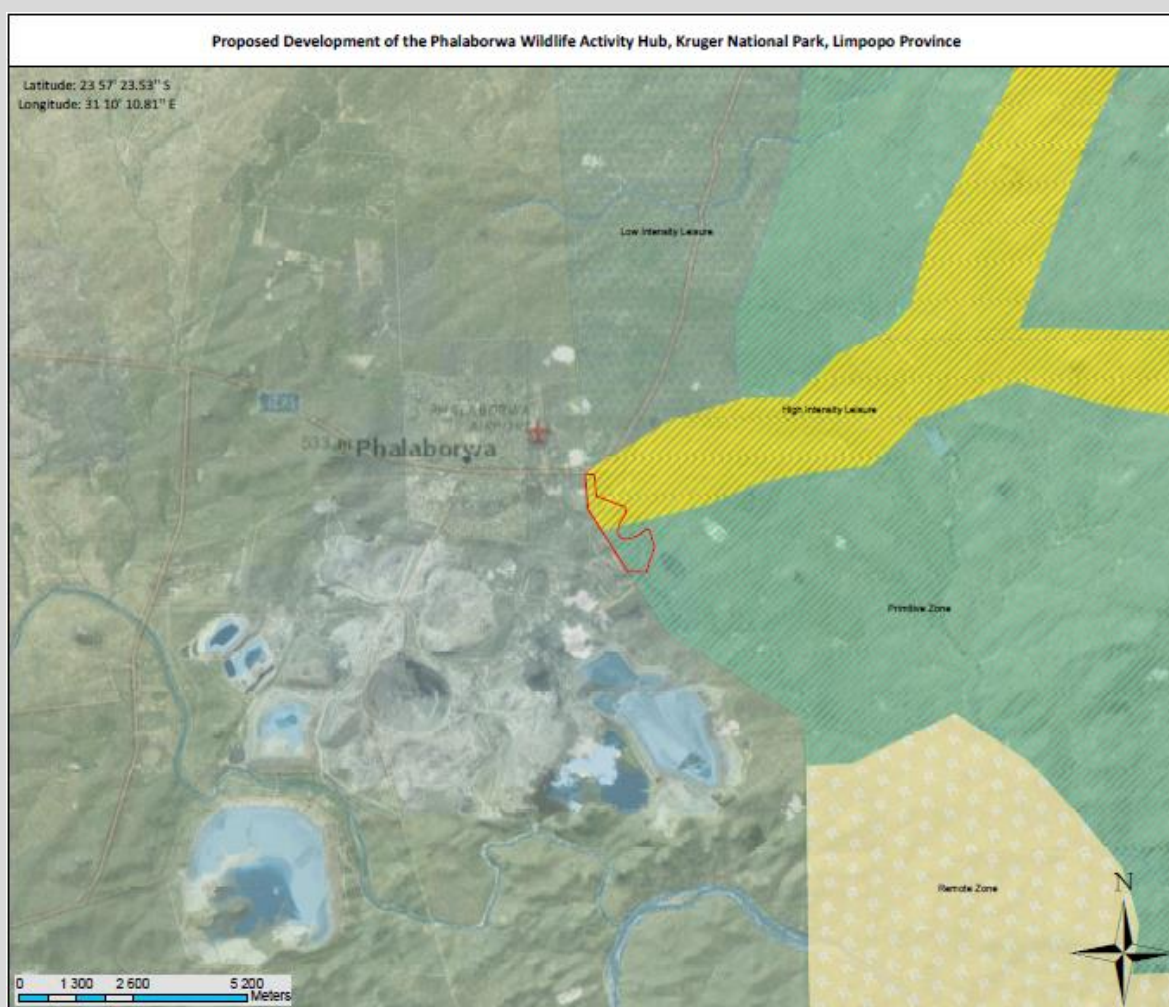 Proposed Development of the Phalaborwa Wildlife Activity Hub, Kruger National Park, Limpopo Province
Latitude: 23 57' 23.53" S
Longitude: 31 10' 10.81" E
Low Intensity Leisure
PHALABORWA
AIRPORT
High Intensity Leisure
Phalaborwa
Primitive Zone
Remote Zone
N
0 1 300 2 600 5 200
Meters